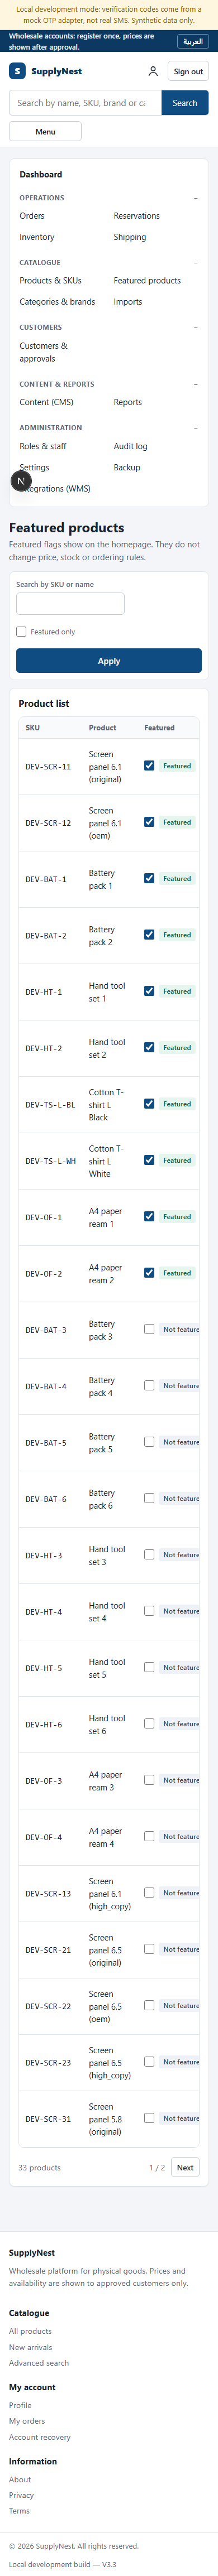 Local development mode: verification codes come from a
mock OTP adapter, not real SMS. Synthetic data only.
Wholesale accounts: register once, prices are
shown after approval.
العربية
S SupplyNest
Sign out
Search by name, SKU, brand or ca
Search
Menu
Dashboard
OPERATIONS –
Orders Reservations
Inventory Shipping
CATALOGUE –
Products & SKUs Featured products
Categories & brands Imports
CUSTOMERS –
Customers &
approvals
CONTENT & REPORTS –
Content (CMS) Reports
ADMINISTRATION –
Roles & staff Audit log
Settings Backup
N
Integrations (WMS)
Featured products
Featured flags show on the homepage. They do not
change price, stock or ordering rules.
Search by SKU or name
Featured only
Apply
Product list
SKU Product Featured
DEV-SCR-11 Screen panel 6.1 (original) Featured
DEV-SCR-12 Screen panel 6.1 (oem) Featured
DEV-BAT-1 Battery pack 1 Featured
DEV-BAT-2 Battery pack 2 Featured
DEV-HT-1 Hand tool set 1 Featured
DEV-HT-2 Hand tool set 2 Featured
DEV-TS-L-BL Cotton T-shirt L Black Featured
DEV-TS-L-WH Cotton T-shirt L White Featured
DEV-OF-1 A4 paper ream 1 Featured
DEV-OF-2 A4 paper ream 2 Featured
DEV-BAT-3 Battery pack 3 Not feature
DEV-BAT-4 Battery pack 4 Not feature
DEV-BAT-5 Battery pack 5 Not feature
DEV-BAT-6 Battery pack 6 Not feature
DEV-HT-3 Hand tool set 3 Not feature
DEV-HT-4 Hand tool set 4 Not feature
DEV-HT-5 Hand tool set 5 Not feature
DEV-HT-6 Hand tool set 6 Not feature
DEV-OF-3 A4 paper ream 3 Not feature
DEV-OF-4 A4 paper ream 4 Not feature
DEV-SCR-13 Screen panel 6.1 (high_copy) Not feature
DEV-SCR-21 Screen panel 6.5 (original) Not feature
DEV-SCR-22 Screen panel 6.5 (oem) Not feature
DEV-SCR-23 Screen panel 6.5 (high_copy) Not feature
DEV-SCR-31 Screen panel 5.8 (original) Not feature
33 products 1 / 2 Next
SupplyNest
Wholesale platform for physical goods. Prices and
availability are shown to approved customers only.
Catalogue
All products
New arrivals
Advanced search
My account
Profile
My orders
Account recovery
Information
About
Privacy
Terms
© 2026 SupplyNest. All rights reserved.
Local development build — V3.3